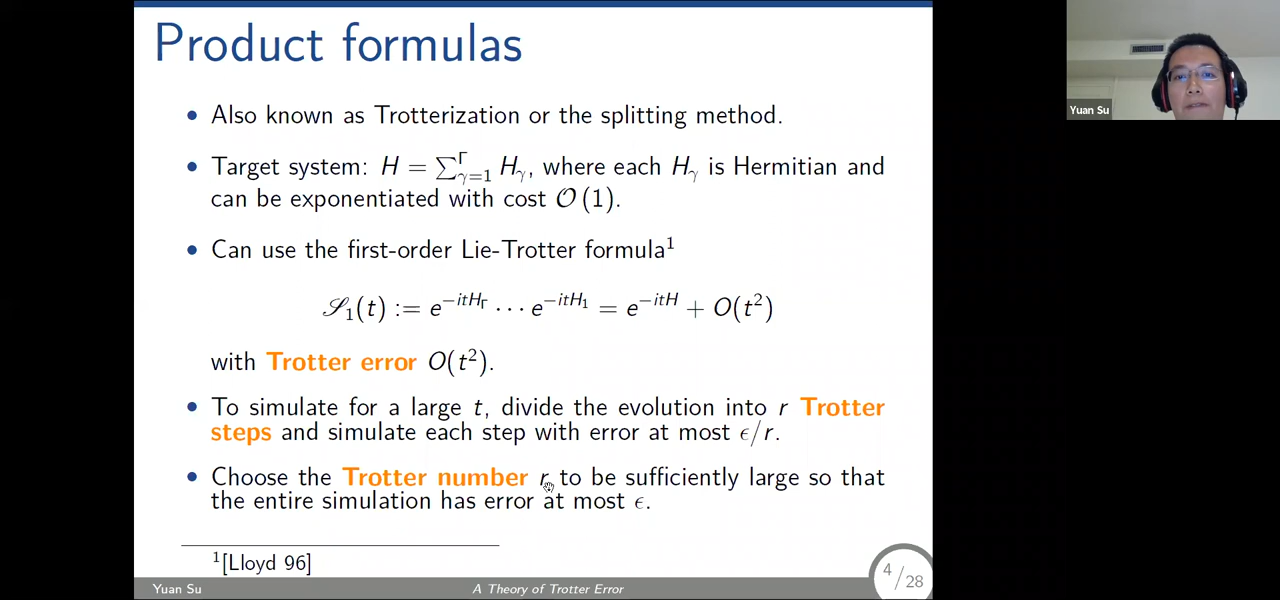 Product formulas
• Also known as Trotterization or the splitting method.
• Target system: H = ∑_{γ=1}^{Γ} H_γ, where each H_γ is Hermitian and
can be exponentiated with cost 𝒪(1).
• Can use the first-order Lie-Trotter formula¹
𝒮₁(t) := e^{-itH_Γ} ⋯ e^{-itH_1} = e^{-itH} + O(t²)
with Trotter error O(t²).
• To simulate for a large t, divide the evolution into r Trotter
steps and simulate each step with error at most ϵ/r.
• Choose the Trotter number r to be sufficiently large so that
the entire simulation has error at most ϵ.
¹[Lloyd 96]
Yuan Su A Theory of Trotter Error 4/28
Yuan Su